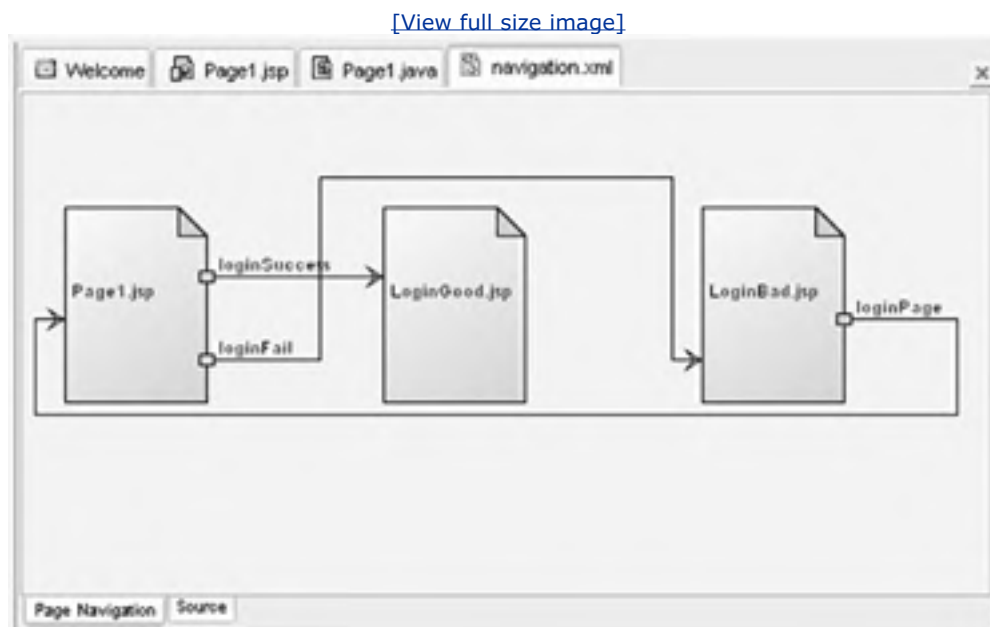 [View full size image]
Welcome
Page1.jsp
Page1.java
navigation.xml
loginSuccess
Page1.jsp
LoginGood.jsp
LoginBad.jsp
loginPage
loginFail
Page Navigation
Source